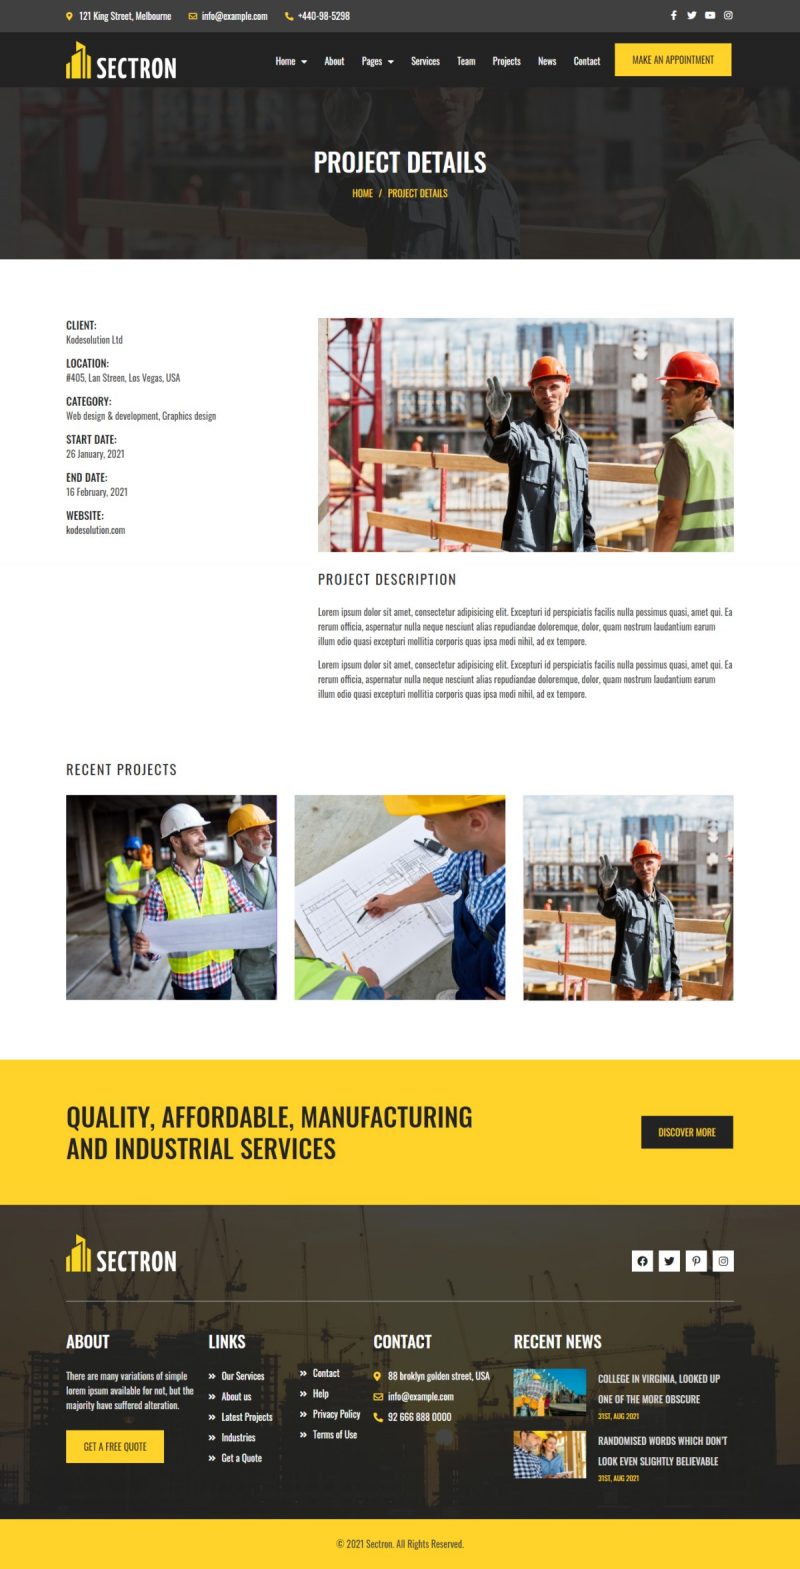 121 King Street, Melbourne
info@example.com
+440-98-5298
SECTRON
Home
About
Pages
Services
Team
Projects
News
Contact
MAKE AN APPOINTMENT
PROJECT DETAILS
HOME / PROJECT DETAILS
CLIENT:
Kodesolution Ltd
LOCATION:
#405, Lan Streen, Los Vegas, USA
CATEGORY:
Web design & development, Graphics design
START DATE:
26 January, 2021
END DATE:
16 February, 2021
WEBSITE:
kodesolution.com
PROJECT DESCRIPTION
Lorem ipsum dolor sit amet, consectetur adipisicing elit. Excepturi id perspiciatis facilis nulla possimus quasi, amet qui. Ea
rerum officia, aspernatur nulla neque nesciunt alias repudiandae doloremque, dolor, quam nostrum laudantium earum
illum odio quasi excepturi mollitia corporis quas ipsa modi nihil, ad ex tempore.
Lorem ipsum dolor sit amet, consectetur adipisicing elit. Excepturi id perspiciatis facilis nulla possimus quasi, amet qui. Ea
rerum officia, aspernatur nulla neque nesciunt alias repudiandae doloremque, dolor, quam nostrum laudantium earum
illum odio quasi excepturi mollitia corporis quas ipsa modi nihil, ad ex tempore.
RECENT PROJECTS
QUALITY, AFFORDABLE, MANUFACTURING
AND INDUSTRIAL SERVICES
DISCOVER MORE
SECTRON
ABOUT
There are many variations of simple
lorem ipsum available for not, but the
majority have suffered alteration.
GET A FREE QUOTE
LINKS
Our Services
About us
Latest Projects
Industries
Get a Quote
Contact
Help
Privacy Policy
Terms of Use
CONTACT
88 broklyn golden street, USA
info@example.com
92 666 888 0000
RECENT NEWS
COLLEGE IN VIRGINIA, LOOKED UP
ONE OF THE MORE OBSCURE
31ST, AUG 2021
RANDOMISED WORDS WHICH DON'T
LOOK EVEN SLIGHTLY BELIEVABLE
31ST, AUG 2021
© 2021 Sectron. All Rights Reserved.